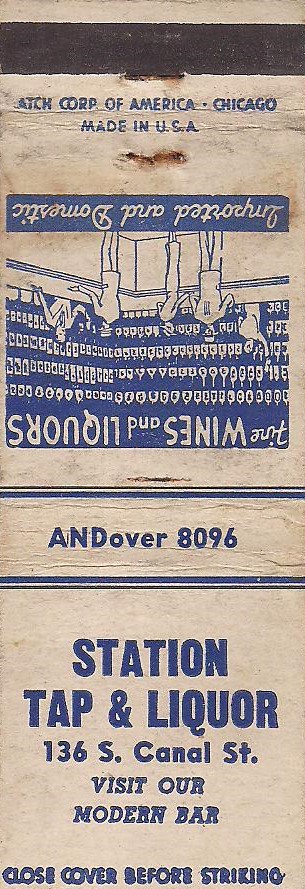 ATCH CORP. OF AMERICA · CHICAGO
MADE IN U.S.A.
Imported and Domestic
Fine WINES and LIQUORS
ANDover 8096
STATION
TAP & LIQUOR
136 S. Canal St.
VISIT OUR
MODERN BAR
CLOSE COVER BEFORE STRIKING